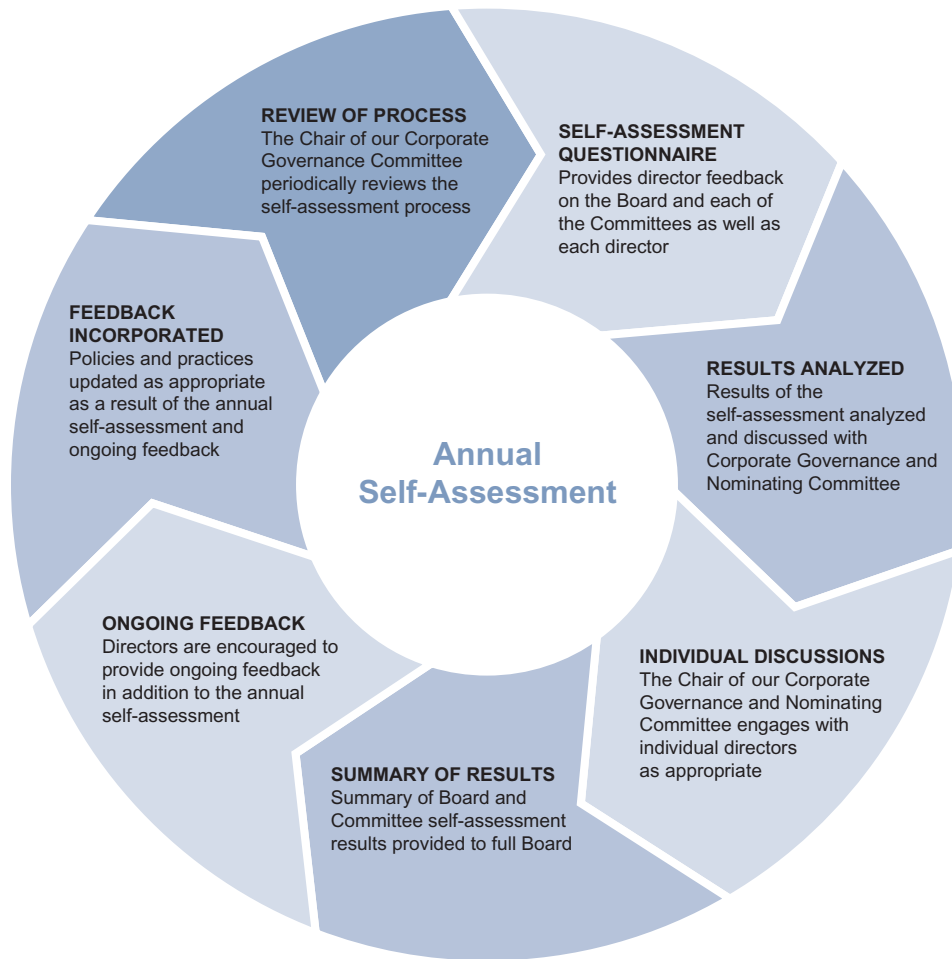 REVIEW OF PROCESS
The Chair of our Corporate
Governance Committee
periodically reviews the
self-assessment process
SELF-ASSESSMENT
QUESTIONNAIRE
Provides director feedback
on the Board and each of
the Committees as well as
each director
RESULTS ANALYZED
Results of the
self-assessment analyzed
and discussed with
Corporate Governance and
Nominating Committee
INDIVIDUAL DISCUSSIONS
The Chair of our Corporate
Governance and Nominating
Committee engages with
individual directors
as appropriate
SUMMARY OF RESULTS
Summary of Board and
Committee self-assessment
results provided to full Board
ONGOING FEEDBACK
Directors are encouraged to
provide ongoing feedback
in addition to the annual
self-assessment
FEEDBACK
INCORPORATED
Policies and practices
updated as appropriate
as a result of the annual
self-assessment and
ongoing feedback
Annual
Self-Assessment